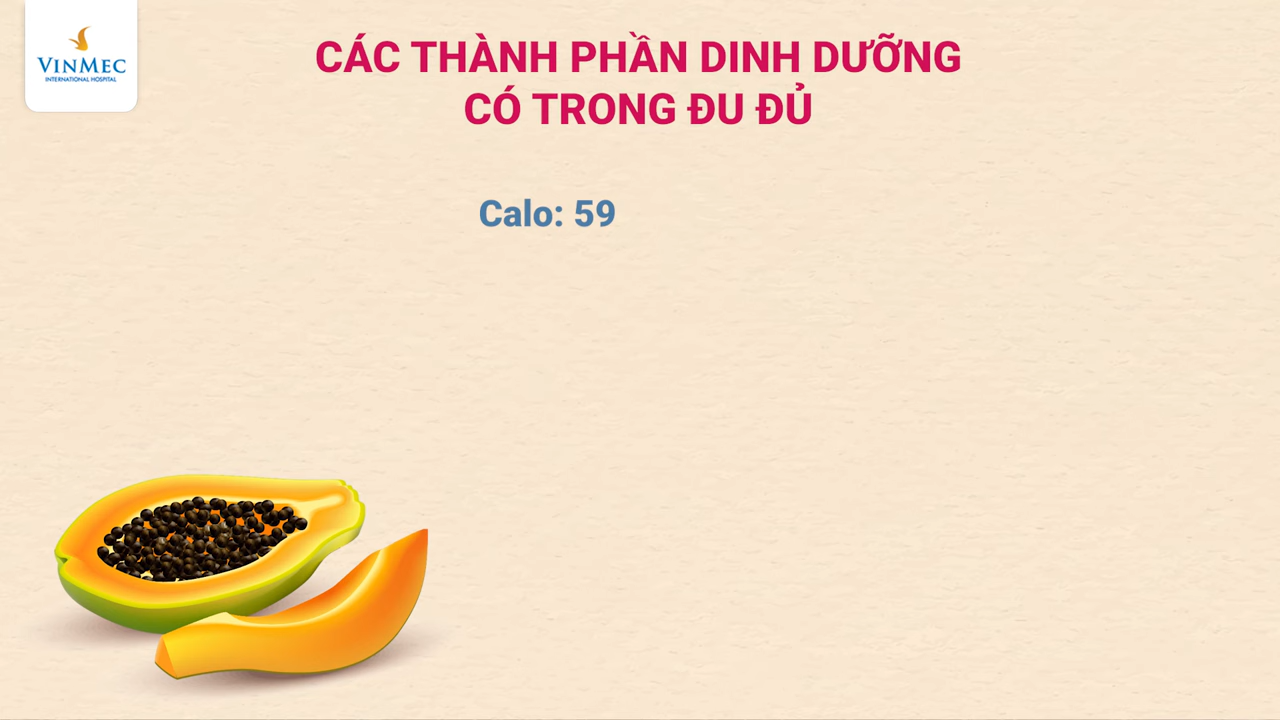 VINMEC
INTERNATIONAL HOSPITAL
CÁC THÀNH PHẦN DINH DƯỠNG
CÓ TRONG ĐU ĐỦ
Calo: 59